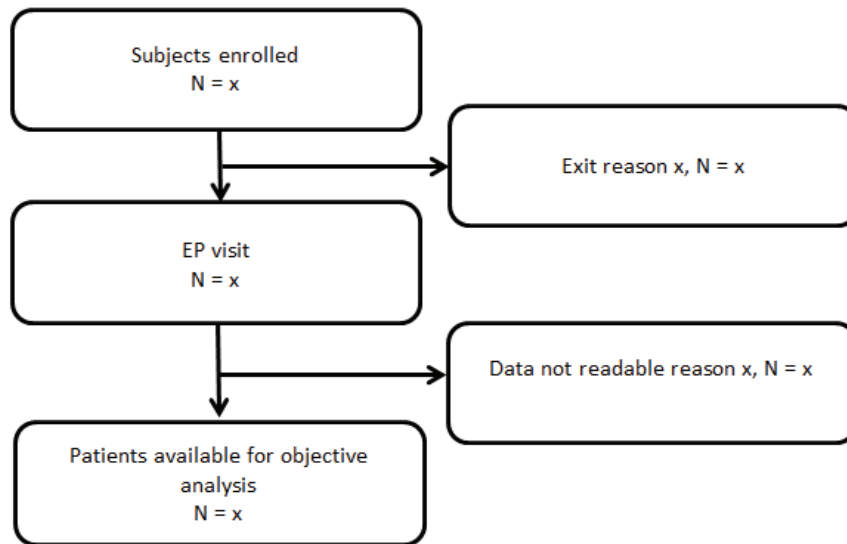 Subjects enrolled
N = x
Exit reason x, N = x
EP visit
N = x
Data not readable reason x, N = x
Patients available for objective
analysis
N = x